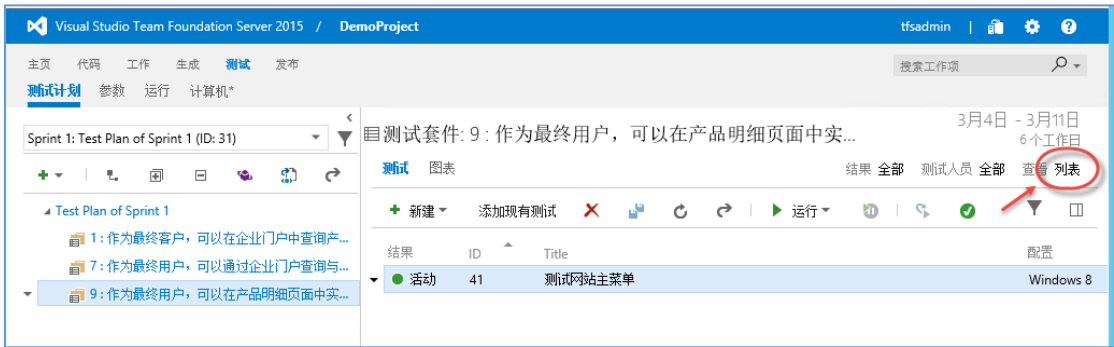 Visual Studio Team Foundation Server 2015 / DemoProject tfsadmin |
主页 代码 工作 生成 测试 发布 搜索工作项
测试计划 参数 运行 计算机*
Sprint 1: Test Plan of Sprint 1 (ID: 31)
测试套件: 9 : 作为最终用户，可以在产品明细页面中实...
3月4日 - 3月11日
6 个工作日
测试 图表 结果 全部 测试人员 全部 查看 列表
新建 添加现有测试 运行
Test Plan of Sprint 1
1 : 作为最终客户，可以在企业门户中查询产...
7 : 作为最终用户，可以通过企业门户查询与...
9 : 作为最终用户，可以在产品明细页面中实...
结果 ID Title 配置
活动 41 测试网站主菜单 Windows 8